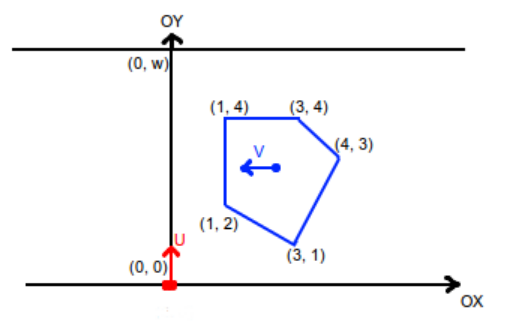 OY
(0, w)
(1, 4)
(3, 4)
(4, 3)
V
(1, 2)
U
(3, 1)
(0, 0)
OX